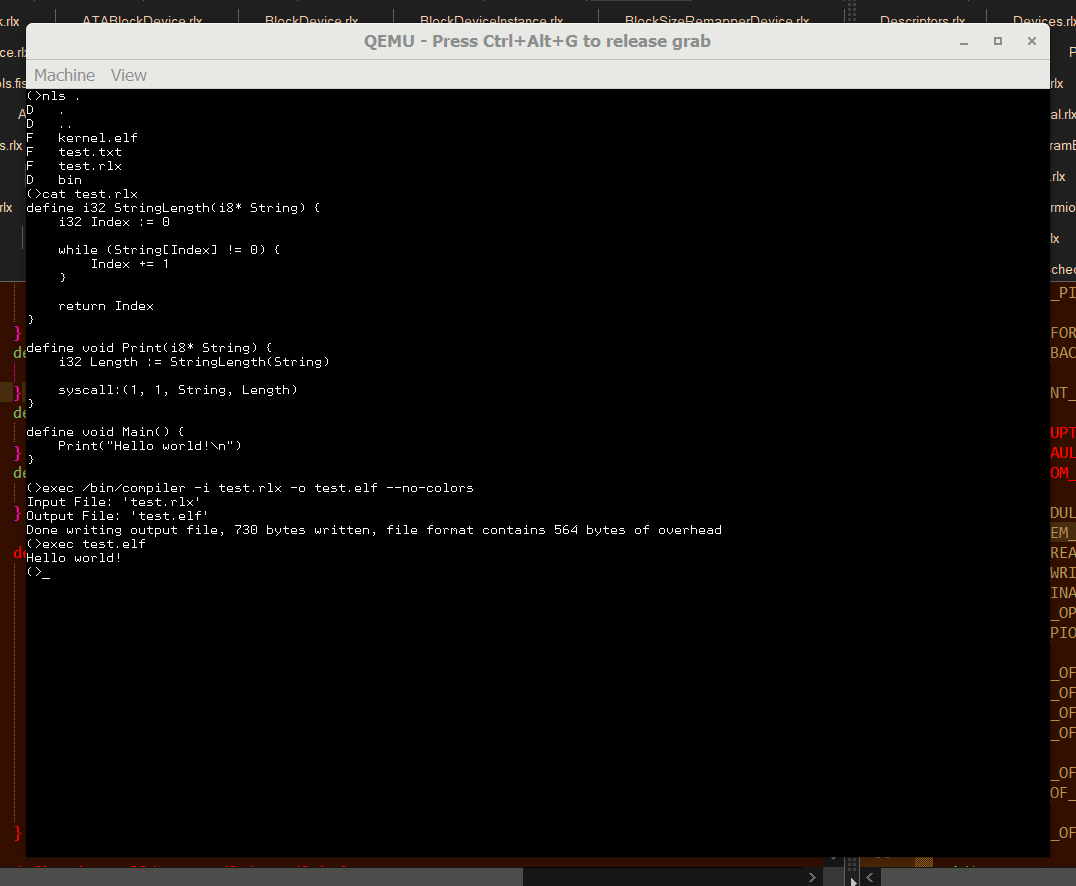 k.rlx ATABlockDevice.rlx BlockDevice.rlx BlockDeviceInstance.rlx BlockSizeRemapperDevice.rlx Descriptors.rlx Devices.rlx
QEMU - Press Ctrl+Alt+G to release grab
Machine View
(>nls .
D   .
D   ..
F   kernel.elf
F   test.txt
F   test.rlx
D   bin
(>cat test.rlx
define i32 StringLength(i8* String) {
    i32 Index := 0
    while (String[Index] != 0) {
        Index += 1
    }
    return Index
}
define void Print(i8* String) {
    i32 Length := StringLength(String)
    syscall:(1, 1, String, Length)
}
define void Main() {
    Print("Hello world!\n")
}
(>exec /bin/compiler -i test.rlx -o test.elf --no-colors
Input File: 'test.rlx'
Output File: 'test.elf'
Done writing output file, 730 bytes written, file format contains 564 bytes of overhead
(>exec test.elf
Hello world!
(>_